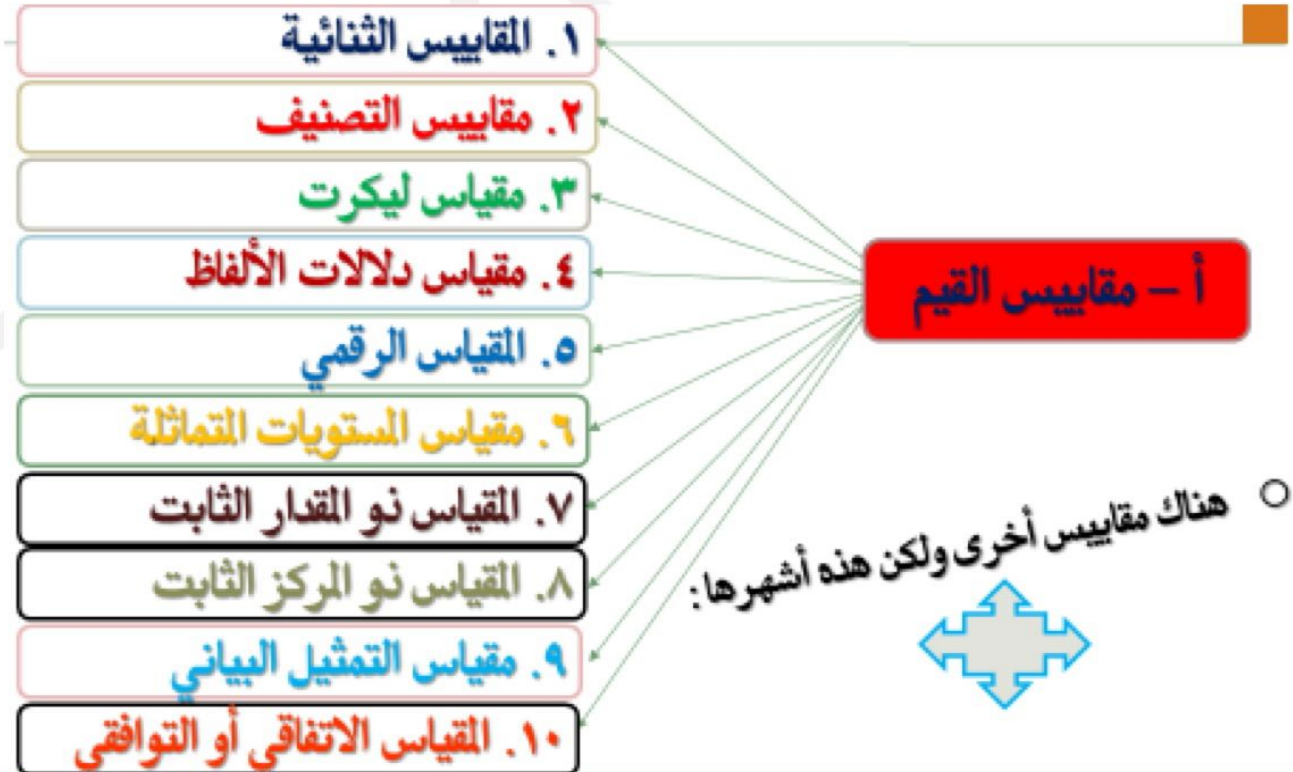 أ – مقاييس القيم
هناك مقاييس أخرى ولكن هذه أشهرها:
١. المقاييس الثنائية
٢. مقاييس التصنيف
٣. مقياس ليكرت
٤. مقياس دلالات الألفاظ
٥. المقياس الرقمي
٦. مقياس المستويات المتماثلة
٧. المقياس ذو المقدار الثابت
٨. المقياس ذو المركز الثابت
٩. مقياس التمثيل البياني
١٠. المقياس الاتفاقي أو التوافقي